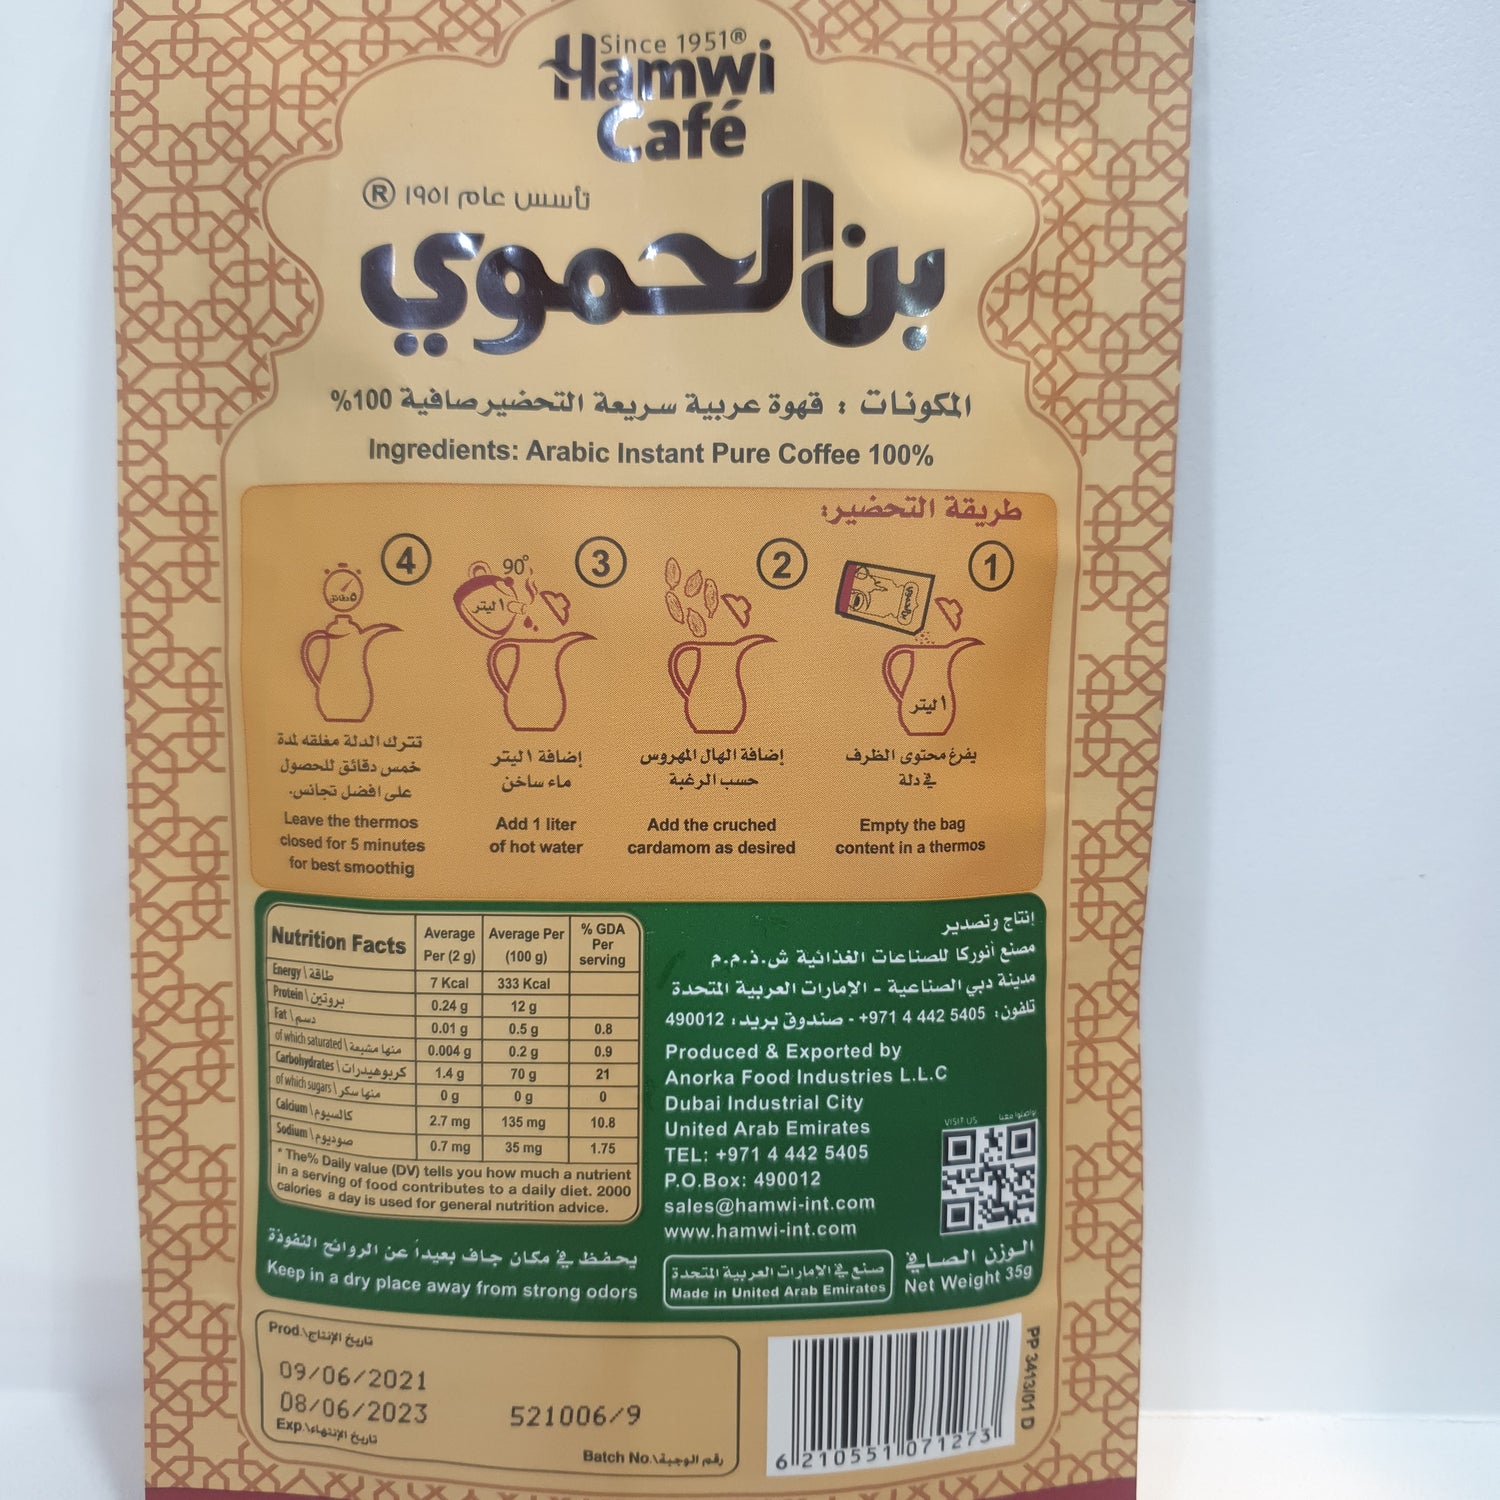 Since 1951®
Hamwi
Café
تأسس عام ١٩٥١ ®
بن الحموي
المكونات : قهوة عربية سريعة التحضير صافية 100%
Ingredients: Arabic Instant Pure Coffee 100%
طريقة التحضير:
1
١ ليتر
يفرغ محتوى الظرف
في دلة
Empty the bag
content in a thermos
2
إضافة الهال المهروس
حسب الرغبة
Add the cruched
cardamom as desired
3
90°
١ ليتر
إضافة ١ ليتر
ماء ساخن
Add 1 liter
of hot water
4
٥ دقائق
تترك الدلة مغلقه لمدة
خمس دقائق للحصول
على افضل تجانس.
Leave the thermos
closed for 5 minutes
for best smoothig
Nutrition Facts Average Per (2 g) Average Per (100 g) % GDA Per serving
Energy \ طاقة 7 Kcal 333 Kcal
Protein \ بروتين 0.24 g 12 g
Fat \ دسم 0.01 g 0.5 g 0.8
of which saturated \ منها مشبعة 0.004 g 0.2 g 0.9
Carbohydrates \ كربوهيدرات 1.4 g 70 g 21
of which sugars \ منها سكر 0 g 0 g 0
Calcium \ كالسيوم 2.7 mg 135 mg 10.8
Sodium \ صوديوم 0.7 mg 35 mg 1.75
* The% Daily value (DV) tells you how much a nutrient
in a serving of food contributes to a daily diet. 2000
calories a day is used for general nutrition advice.
يحفظ في مكان جاف بعيداً عن الروائح النفوذة
Keep in a dry place away from strong odors
إنتاج وتصدير
مصنع أنوركا للصناعات الغذائية ش.ذ.م.م
مدينة دبي الصناعية - الإمارات العربية المتحدة
تلفون: 5405 442 4 971+ - صندوق بريد: 490012
Produced & Exported by
Anorka Food Industries L.L.C
Dubai Industrial City
United Arab Emirates
TEL: +971 4 442 5405
P.O.Box: 490012
sales@hamwi-int.com
www.hamwi-int.com
VISIT US تواصلوا معنا
صنع في الامارات العربية المتحدة
Made in United Arab Emirates
الوزن الصافي
Net Weight 35g
Prod.\تاريخ الإنتاج
09/06/2021
08/06/2023
Exp.\تاريخ الإنتهاء
521006/9
Batch No.\رقم الوجبة
6 210551 071273
PP 3413/01 D